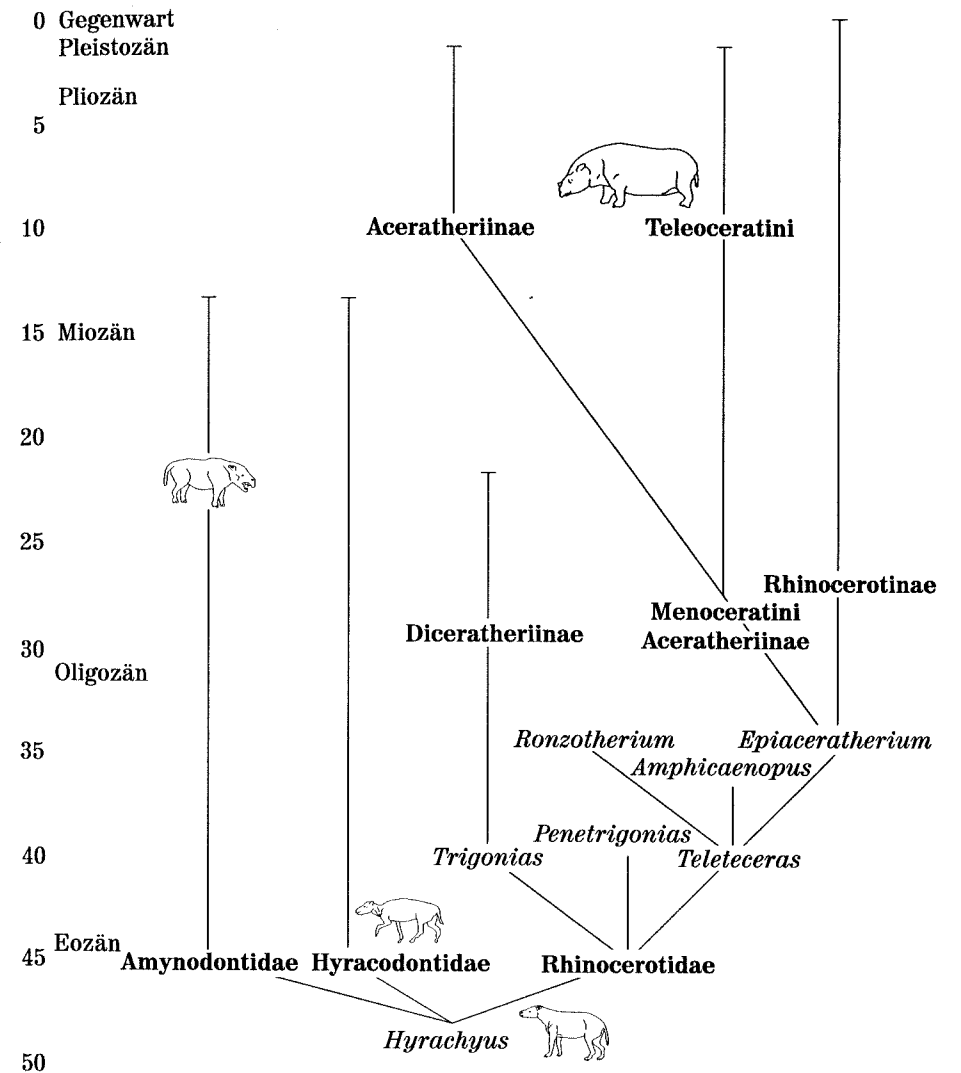 0 Gegenwart
Pleistozän
Pliozän
5
10 Aceratheriinae Teleoceratini
15 Miozän
20
25
Rhinocerotinae
Menoceratini
Diceratheriinae Aceratheriinae
30
Oligozän
35 Ronzotherium Epiaceratherium
Amphicaenopus
Penetrigonias
40 Trigonias Teleteceras
Eozän
45 Amynodontidae Hyracodontidae Rhinocerotidae
Hyrachyus
50